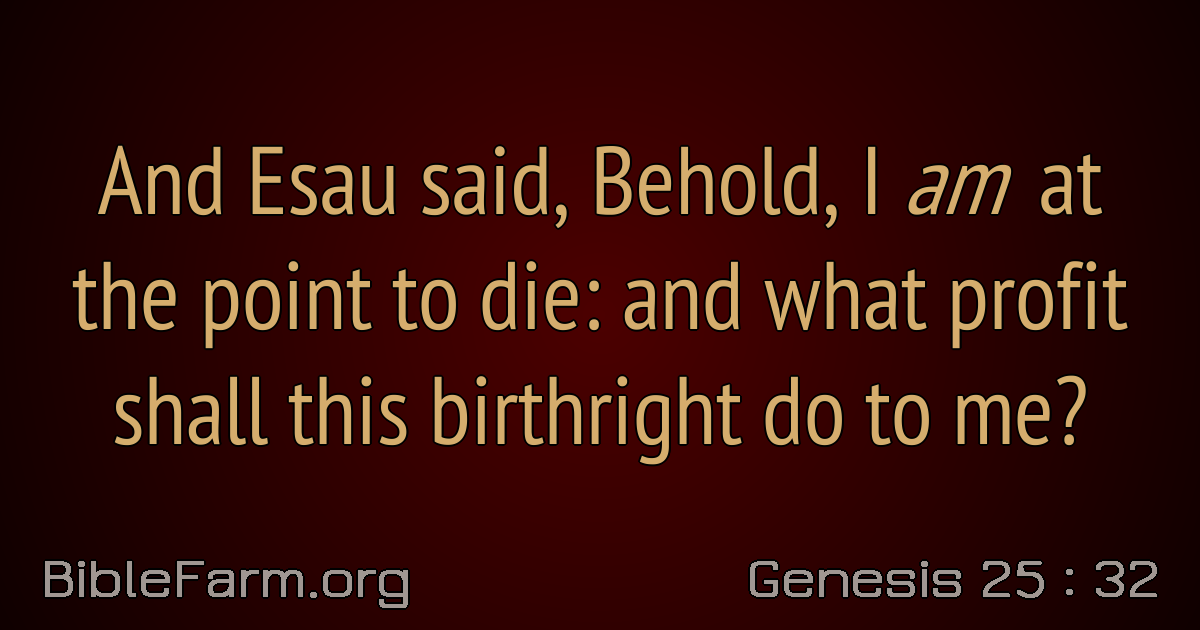 And Esau said, Behold, I am at
the point to die: and what profit
shall this birthright do to me?
BibleFarm.org
Genesis 25 : 32